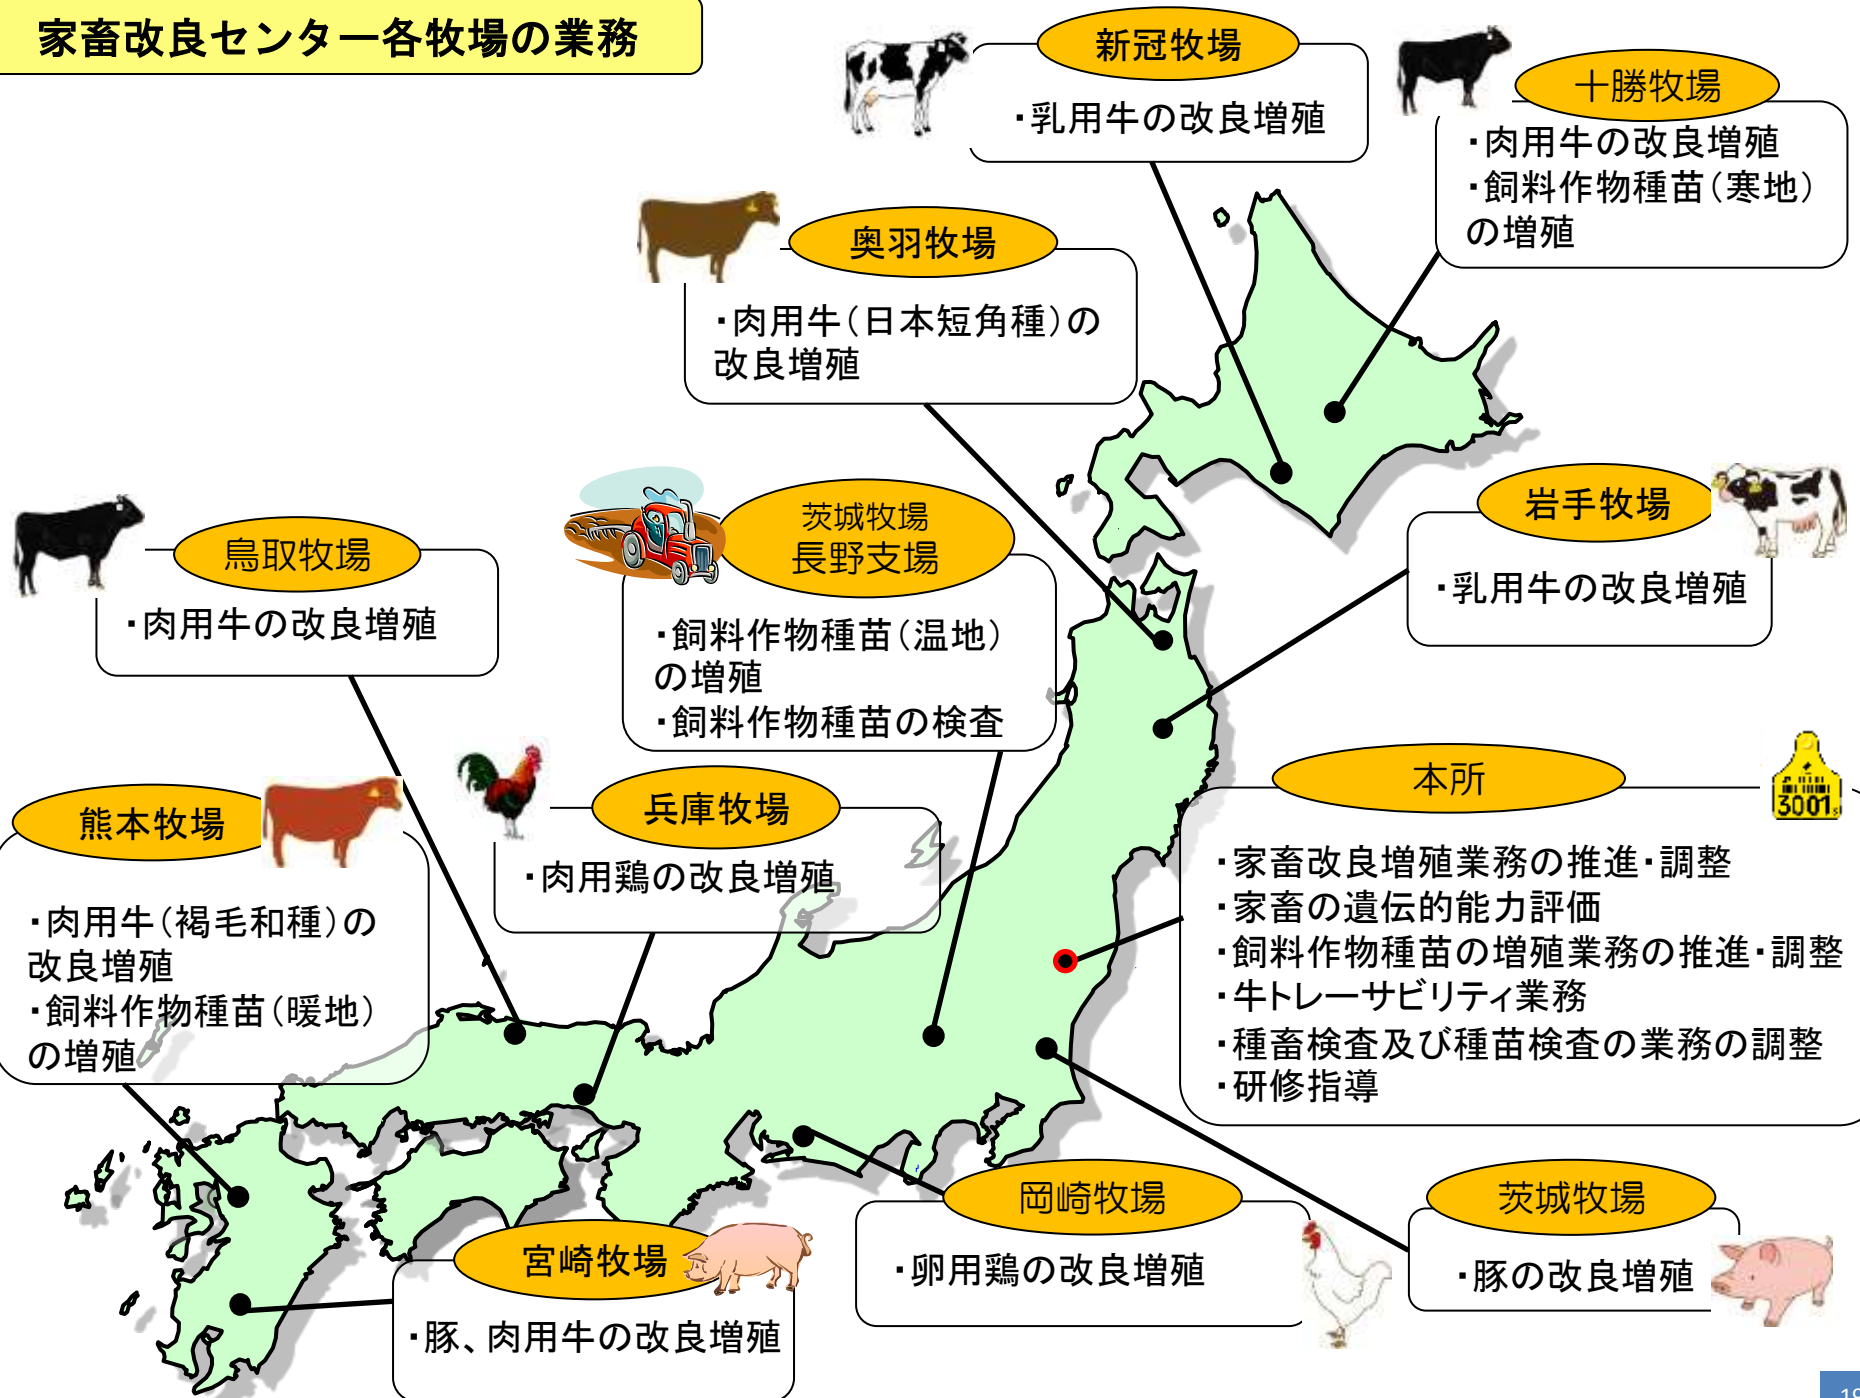 家畜改良センター各牧場の業務
新冠牧場
・乳用牛の改良増殖
十勝牧場
・肉用牛の改良増殖
・飼料作物種苗(寒地)
の増殖
奥羽牧場
・肉用牛(日本短角種)の
改良増殖
岩手牧場
・乳用牛の改良増殖
鳥取牧場
・肉用牛の改良増殖
茨城牧場
長野支場
・飼料作物種苗(温地)
の増殖
・飼料作物種苗の検査
熊本牧場
・肉用牛(褐毛和種)の
改良増殖
・飼料作物種苗(暖地)
の増殖
兵庫牧場
・肉用鶏の改良増殖
本所
3001
・家畜改良増殖業務の推進・調整
・家畜の遺伝的能力評価
・飼料作物種苗の増殖業務の推進・調整
・牛トレーサビリティ業務
・種畜検査及び種苗検査の業務の調整
・研修指導
宮崎牧場
・豚、肉用牛の改良増殖
岡崎牧場
・卵用鶏の改良増殖
茨城牧場
・豚の改良増殖